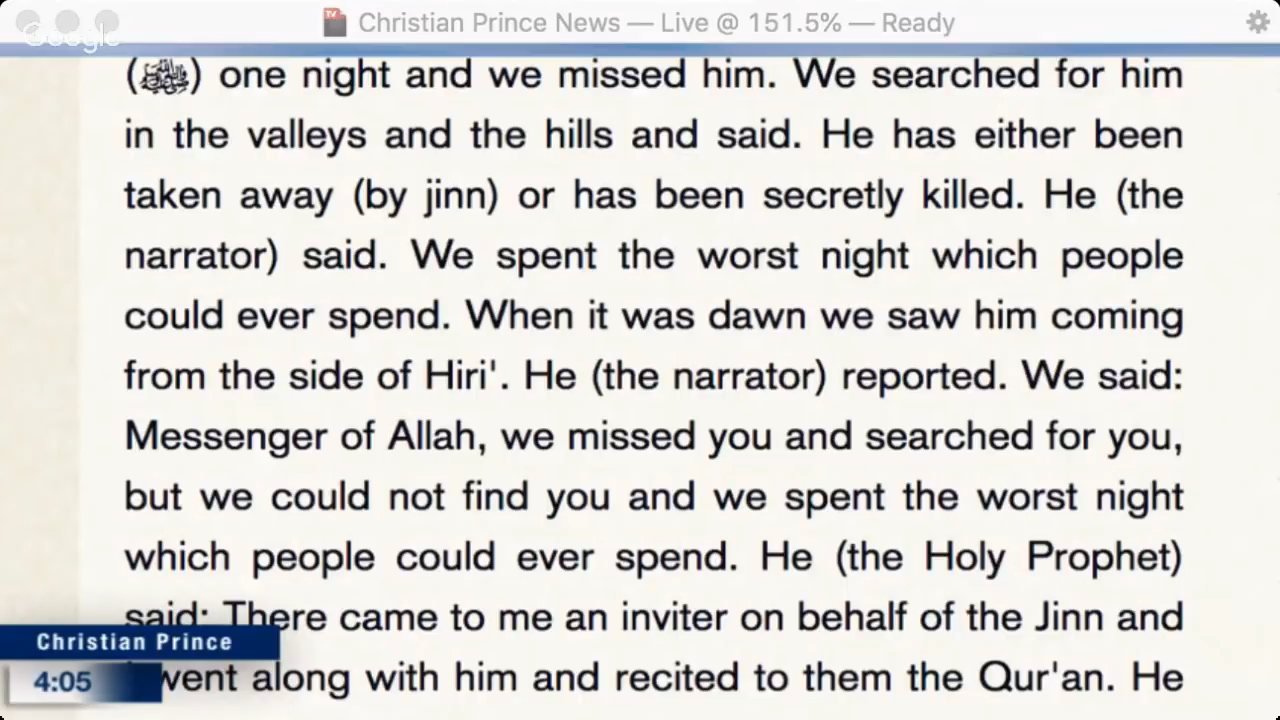 Christian Prince News — Live @ 151.5% — Ready
Google
(ﷺ) one night and we missed him. We searched for him
in the valleys and the hills and said. He has either been
taken away (by jinn) or has been secretly killed. He (the
narrator) said. We spent the worst night which people
could ever spend. When it was dawn we saw him coming
from the side of Hiri'. He (the narrator) reported. We said:
Messenger of Allah, we missed you and searched for you,
but we could not find you and we spent the worst night
which people could ever spend. He (the Holy Prophet)
said: There came to me an inviter on behalf of the Jinn and
went along with him and recited to them the Qur'an. He
Christian Prince
4:05